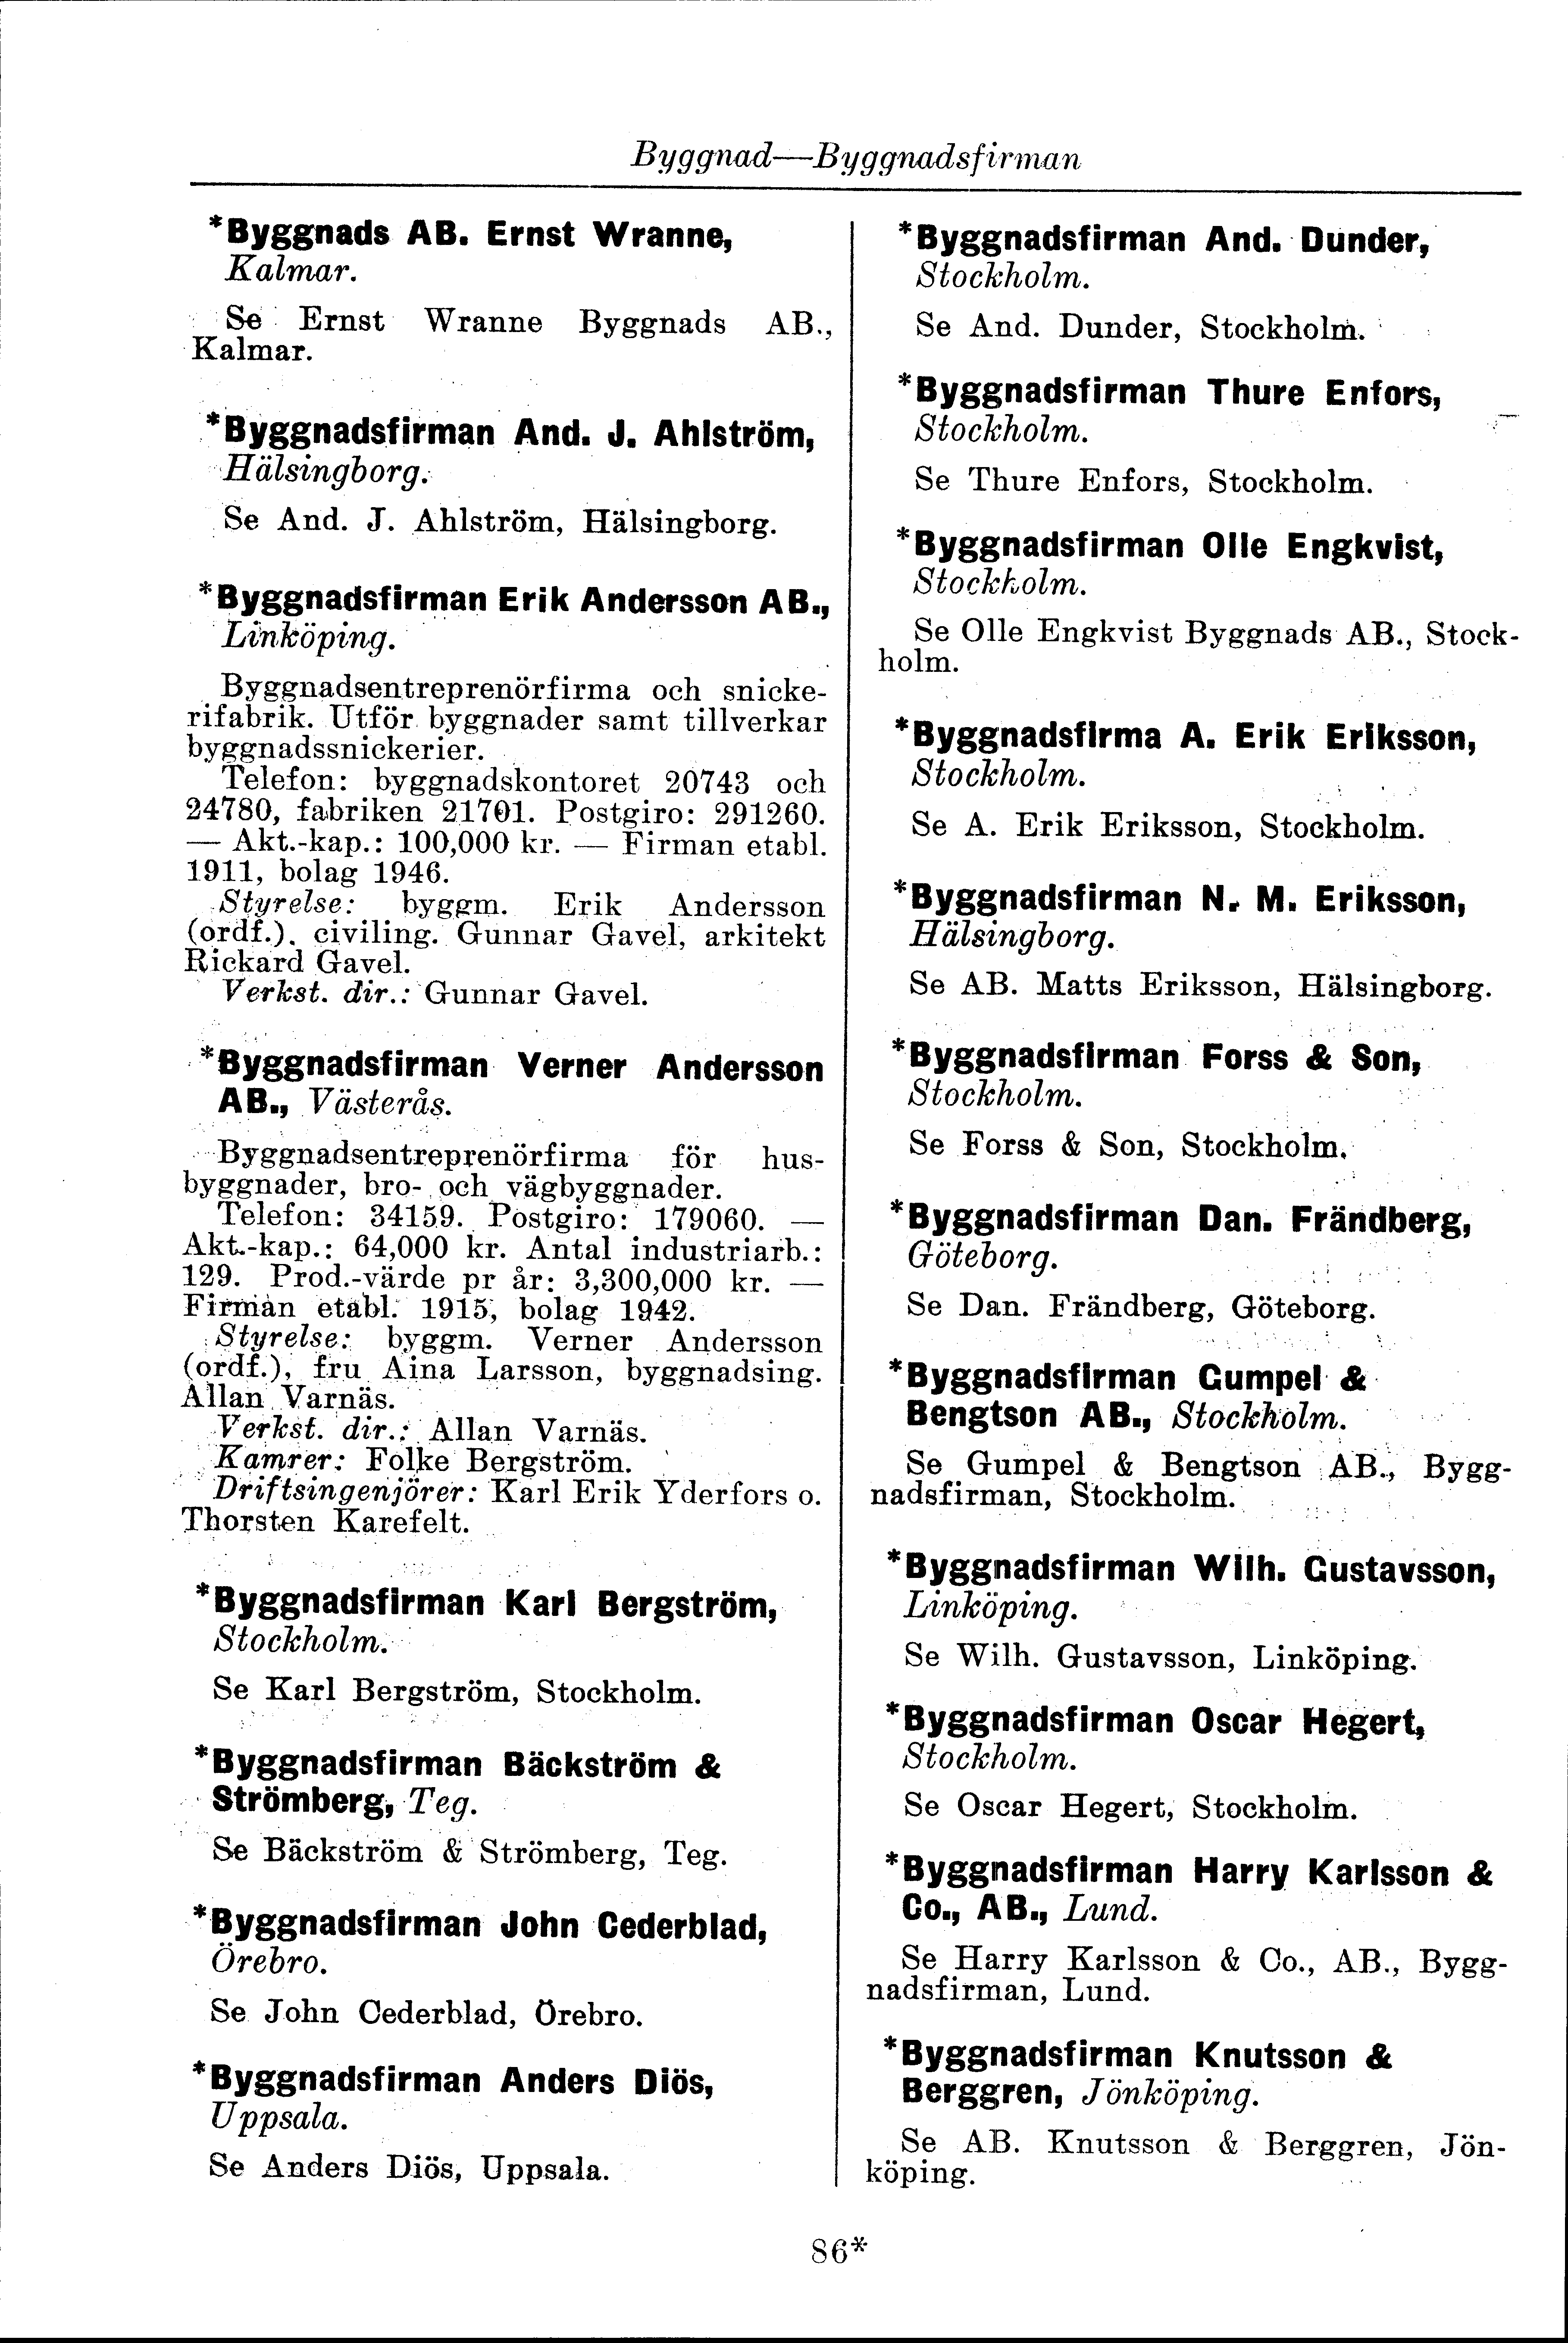 Byggnad—Byggnadsfirman
*Byggnads AB. Ernst Wranne,
Kalmar.
Se Ernst Wranne Byggnads AB.,
Kalmar.
*Byggnadsfirman And. J. Ahlström,
Hälsingborg.
Se And. J. Ahlström, Hälsingborg.
*Byggnadsfirman Erik Andersson AB.,
Linköping.
Byggnadsentreprenörfirma och snicke-
rifabrik. Utför byggnader samt tillverkar
byggnadssnickerier.
Telefon: byggnadskontoret 20743 och
24780, fabriken 21701. Postgiro: 291260.
— Akt.-kap.: 100,000 kr. — Firman etabl.
1911, bolag 1946.
Styrelse: byggm. Erik Andersson
(ordf.), civiling. Gunnar Gavel, arkitekt
Rickard Gavel.
Verkst. dir.: Gunnar Gavel.
*Byggnadsfirman Verner Andersson
AB., Västerås.
Byggnadsentreprenörfirma för hus-
byggnader, bro- och vägbyggnader.
Telefon: 34159. Postgiro: 179060. —
Akt.-kap.: 64,000 kr. Antal industriarb.:
129. Prod.-värde pr år: 3,300,000 kr. —
Firman etabl. 1915, bolag 1942.
Styrelse: byggm. Verner Andersson
(ordf.), fru Aina Larsson, byggnadsing.
Allan Varnäs.
Verkst. dir.: Allan Varnäs.
Kamrer: Folke Bergström.
Driftsingenjörer: Karl Erik Yderfors o.
Thorsten Karefelt.
*Byggnadsfirman Karl Bergström,
Stockholm.
Se Karl Bergström, Stockholm.
*Byggnadsfirman Bäckström &
Strömberg, Teg.
Se Bäckström & Strömberg, Teg.
*Byggnadsfirman John Cederblad,
Örebro.
Se John Cederblad, Örebro.
*Byggnadsfirman Anders Diös,
Uppsala.
Se Anders Diös, Uppsala.
*Byggnadsfirman And. Dunder,
Stockholm.
Se And. Dunder, Stockholm.
*Byggnadsfirman Thure Enfors,
Stockholm.
Se Thure Enfors, Stockholm.
*Byggnadsfirman Olle Engkvist,
Stockholm.
Se Olle Engkvist Byggnads AB., Stock-
holm.
*Byggnadsfirma A. Erik Eriksson,
Stockholm.
Se A. Erik Eriksson, Stockholm.
*Byggnadsfirman N. M. Eriksson,
Hälsingborg.
Se AB. Matts Eriksson, Hälsingborg.
*Byggnadsfirman Forss & Son,
Stockholm.
Se Forss & Son, Stockholm.
*Byggnadsfirman Dan. Frändberg,
Göteborg.
Se Dan. Frändberg, Göteborg.
*Byggnadsfirman Gumpel &
Bengtson AB., Stockholm.
Se Gumpel & Bengtson AB., Bygg-
nadsfirman, Stockholm.
*Byggnadsfirman Wilh. Gustavsson,
Linköping.
Se Wilh. Gustavsson, Linköping.
*Byggnadsfirman Oscar Hegert,
Stockholm.
Se Oscar Hegert, Stockholm.
*Byggnadsfirman Harry Karlsson &
Co., AB., Lund.
Se Harry Karlsson & Co., AB., Bygg-
nadsfirman, Lund.
*Byggnadsfirman Knutsson &
Berggren, Jönköping.
Se AB. Knutsson & Berggren, Jön-
köping.
86*